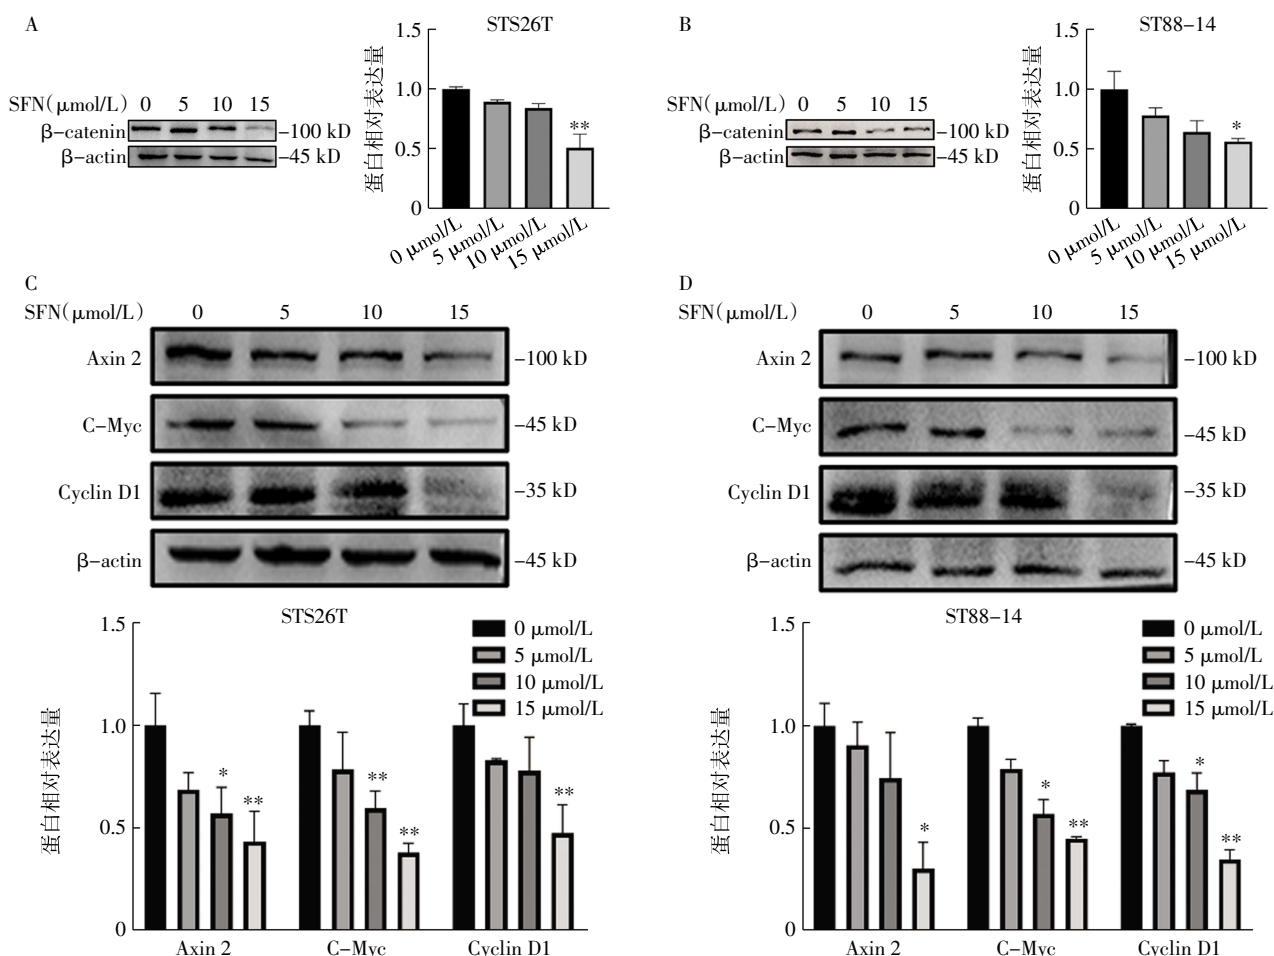 A
STS26T
SFN(μmol/L) 0 5 10 15
β-catenin -100 kD
β-actin -45 kD
蛋白相对表达量
1.5
1.0
0.5
0
**
0 μmol/L
5 μmol/L
10 μmol/L
15 μmol/L
B
ST88-14
SFN(μmol/L) 0 5 10 15
β-catenin -100 kD
β-actin -45 kD
蛋白相对表达量
1.5
1.0
0.5
0
*
0 μmol/L
5 μmol/L
10 μmol/L
15 μmol/L
C
SFN(μmol/L) 0 5 10 15
Axin 2 -100 kD
C-Myc -45 kD
Cyclin D1 -35 kD
β-actin -45 kD
STS26T
0 μmol/L
5 μmol/L
10 μmol/L
15 μmol/L
蛋白相对表达量
1.5
1.0
0.5
0
* **
** **
**
Axin 2 C-Myc Cyclin D1
D
SFN(μmol/L) 0 5 10 15
Axin 2 -100 kD
C-Myc -45 kD
Cyclin D1 -35 kD
β-actin -45 kD
ST88-14
0 μmol/L
5 μmol/L
10 μmol/L
15 μmol/L
蛋白相对表达量
1.5
1.0
0.5
0
*
* **
* **
Axin 2 C-Myc Cyclin D1